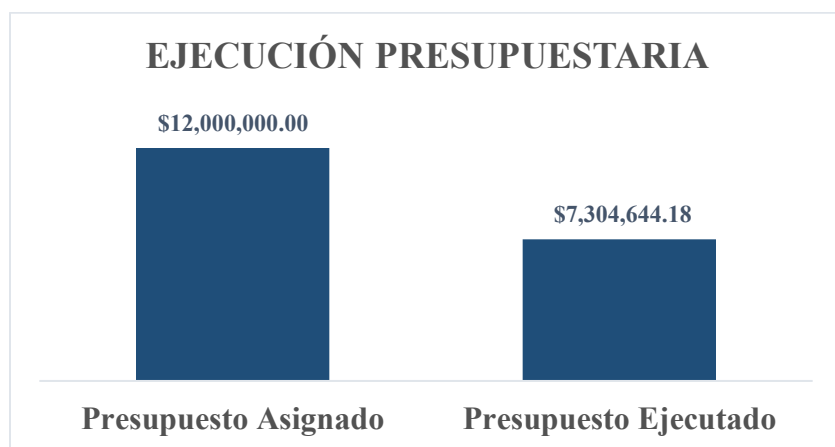 EJECUCIÓN PRESUPUESTARIA
$12,000,000.00
$7,304,644.18
Presupuesto Asignado
Presupuesto Ejecutado